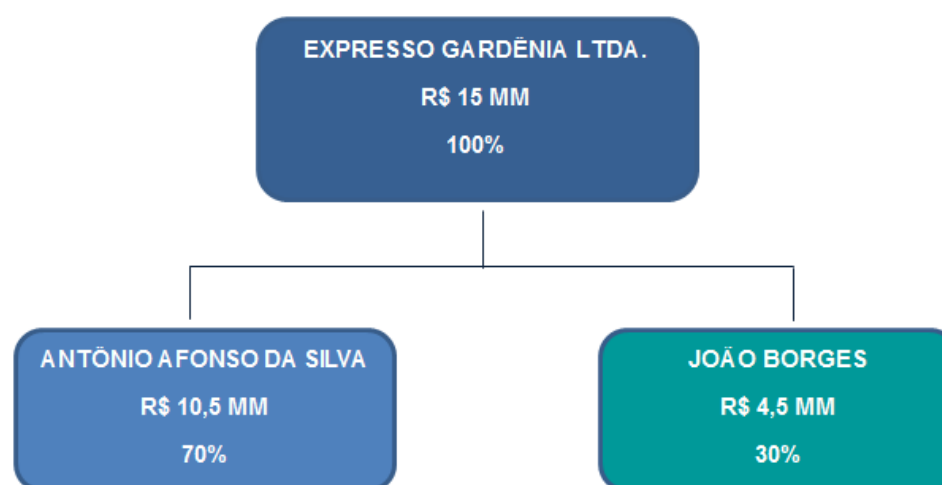 EXPRESSO GARDÊNIA LTDA.
R$ 15 MM
100%
ANTÔNIO AFONSO DA SILVA
R$ 10,5 MM
70%
JOÃO BORGES
R$ 4,5 MM
30%